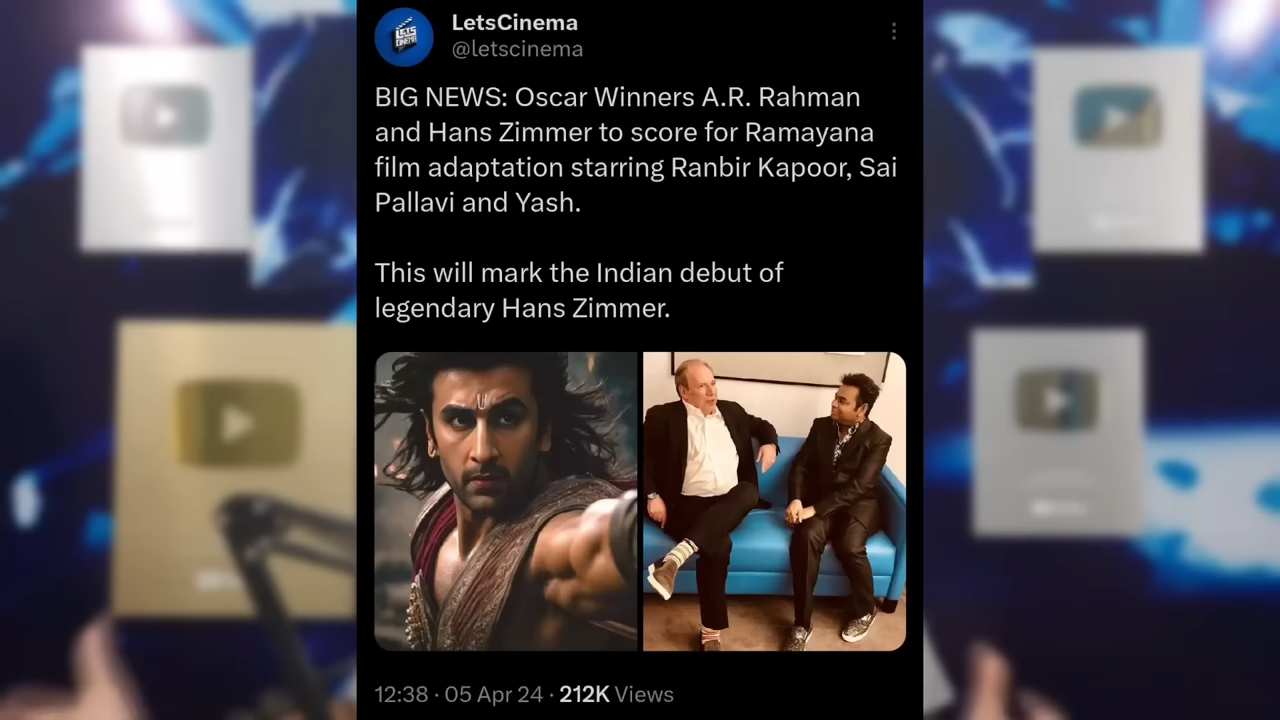 LetsCinema
@letscinema
BIG NEWS: Oscar Winners A.R. Rahman
and Hans Zimmer to score for Ramayana
film adaptation starring Ranbir Kapoor, Sai
Pallavi and Yash.
This will mark the Indian debut of
legendary Hans Zimmer.
12:38 · 05 Apr 24 · 212K Views